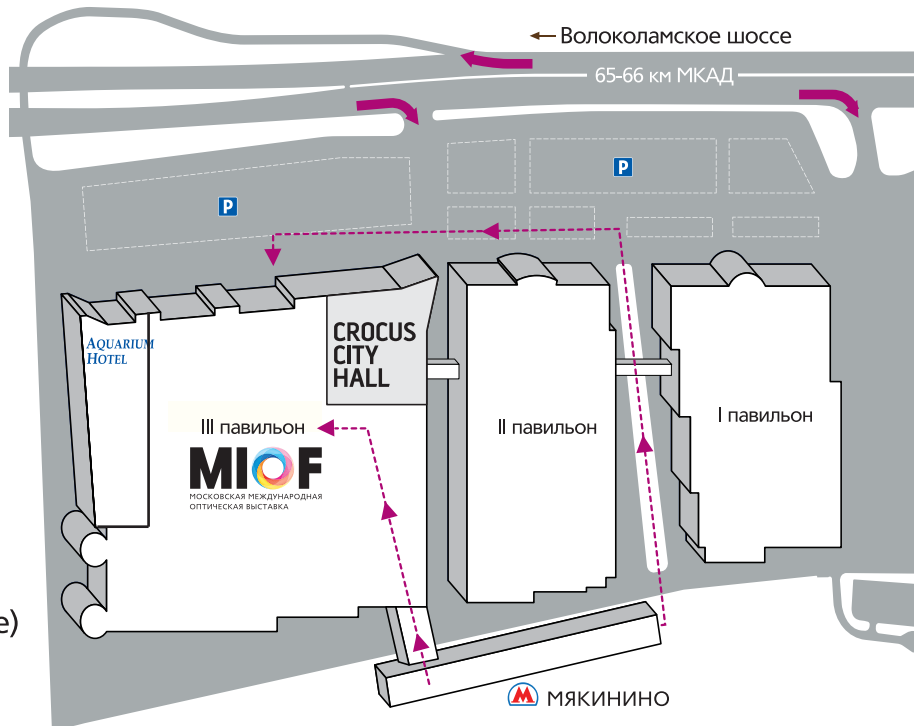 ← Волоколамское шоссе
65-66 км МКАД
P
P
AQUARIUM
HOTEL
CROCUS
CITY
HALL
III павильон
II павильон
I павильон
MIOF
МОСКОВСКАЯ МЕЖДУНАРОДНАЯ
ОПТИЧЕСКАЯ ВЫСТАВКА
е)
М МЯКИНИНО